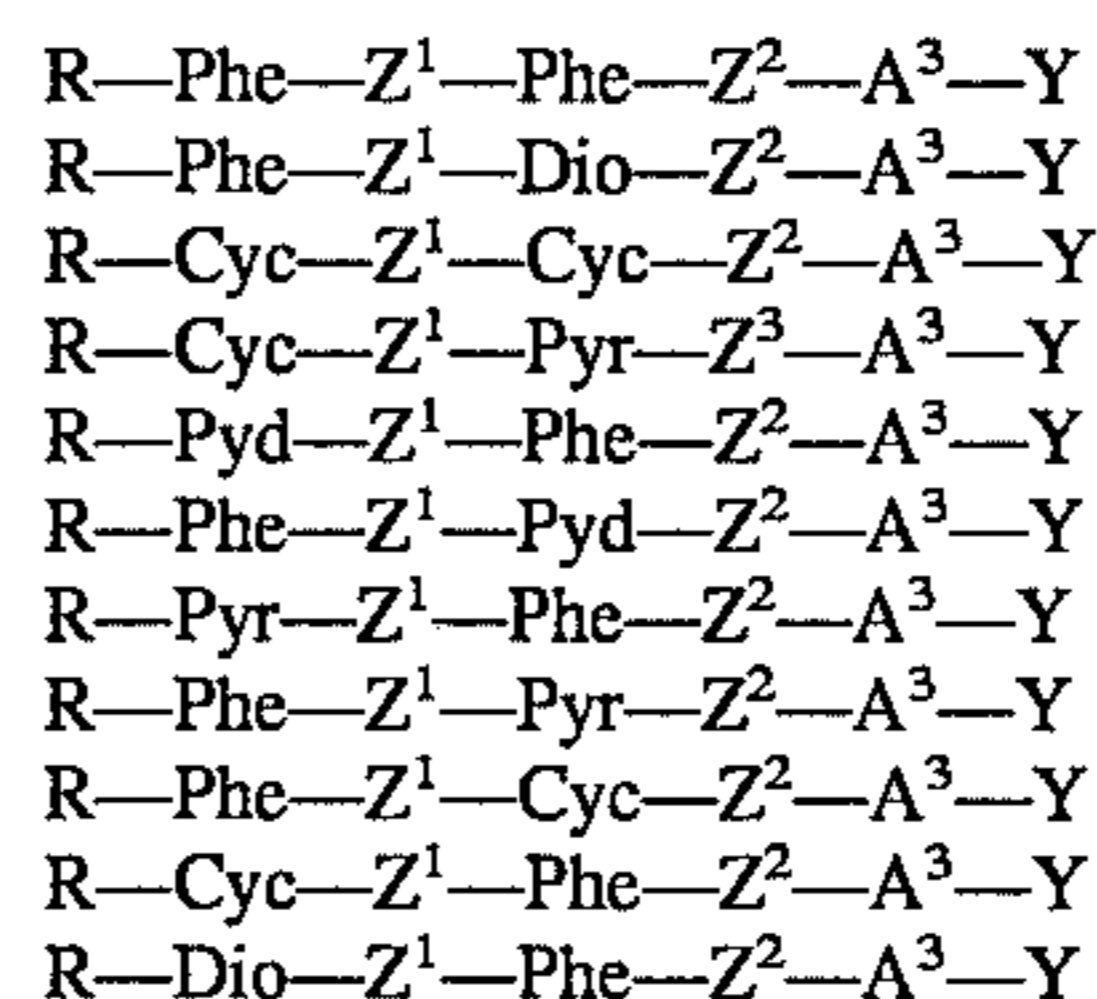 R—Phe—Z¹—Phe—Z²—A³—Y
R—Phe—Z¹—Dio—Z²—A³—Y
R—Cyc—Z¹—Cyc—Z²—A³—Y
R—Cyc—Z¹—Pyr—Z³—A³—Y
R—Pyd—Z¹—Phe—Z²—A³—Y
R—Phe—Z¹—Pyd—Z²—A³—Y
R—Pyr—Z¹—Phe—Z²—A³—Y
R—Phe—Z¹—Pyr—Z²—A³—Y
R—Phe—Z¹—Cyc—Z²—A³—Y
R—Cyc—Z¹—Phe—Z²—A³—Y
R—Dio—Z¹—Phe—Z²—A³—Y